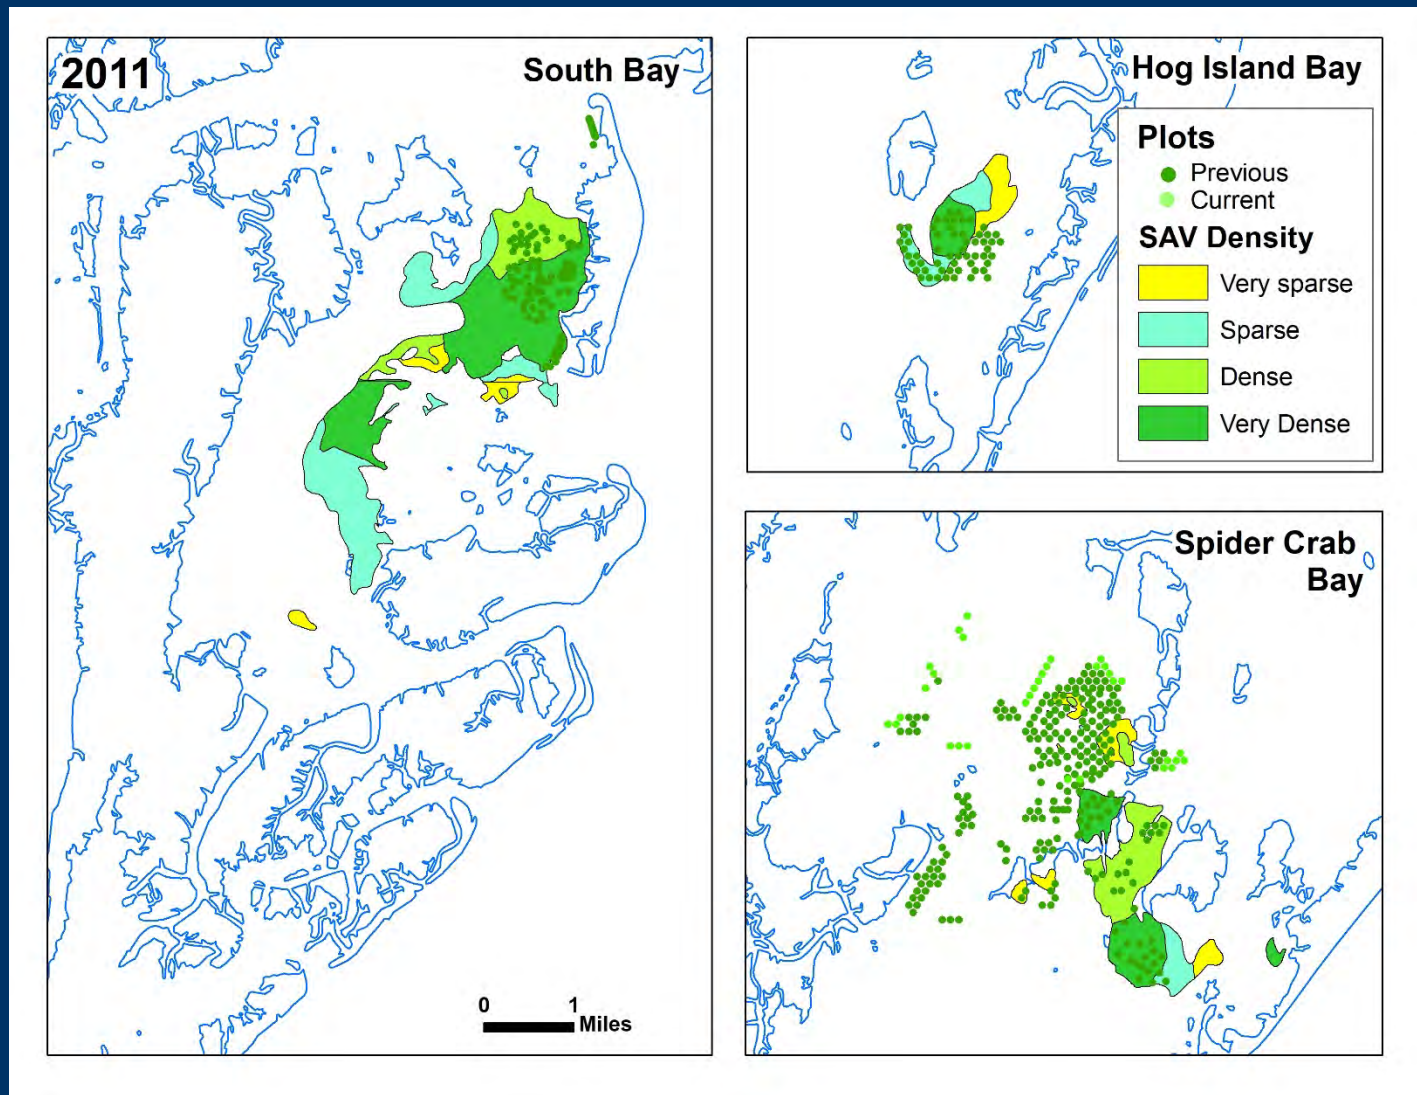 2011
South Bay
0 1
Miles
Hog Island Bay
Plots
Previous
Current
SAV Density
Very sparse
Sparse
Dense
Very Dense
Spider Crab
Bay